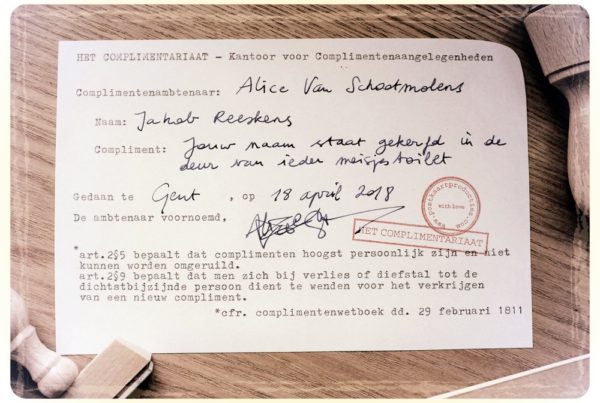 HET COMPLIMENTARIAAT - Kantoor voor Complimentenaangelegenheden
Complimentenambtenaar: Alice Van Schootmolens
Naam: Jakob Reeskens
Compliment: Jouw naam staat gekerfd in de
deur van ieder meisjestoilet
Gedaan te Gent, op 18 april 2018
De ambtenaar voornoemd,
postkaartproducties
with love
HET COMPLIMENTARIAAT
*art.2§5 bepaalt dat complimenten hoogst persoonlijk zijn en niet
kunnen worden omgeruild.
art.2§9 bepaalt dat men zich bij verlies of diefstal tot de
dichtstbijzijnde persoon dient te wenden voor het verkrijgen
van een nieuw compliment.
*cfr. complimentenwetboek dd. 29 februari 1811